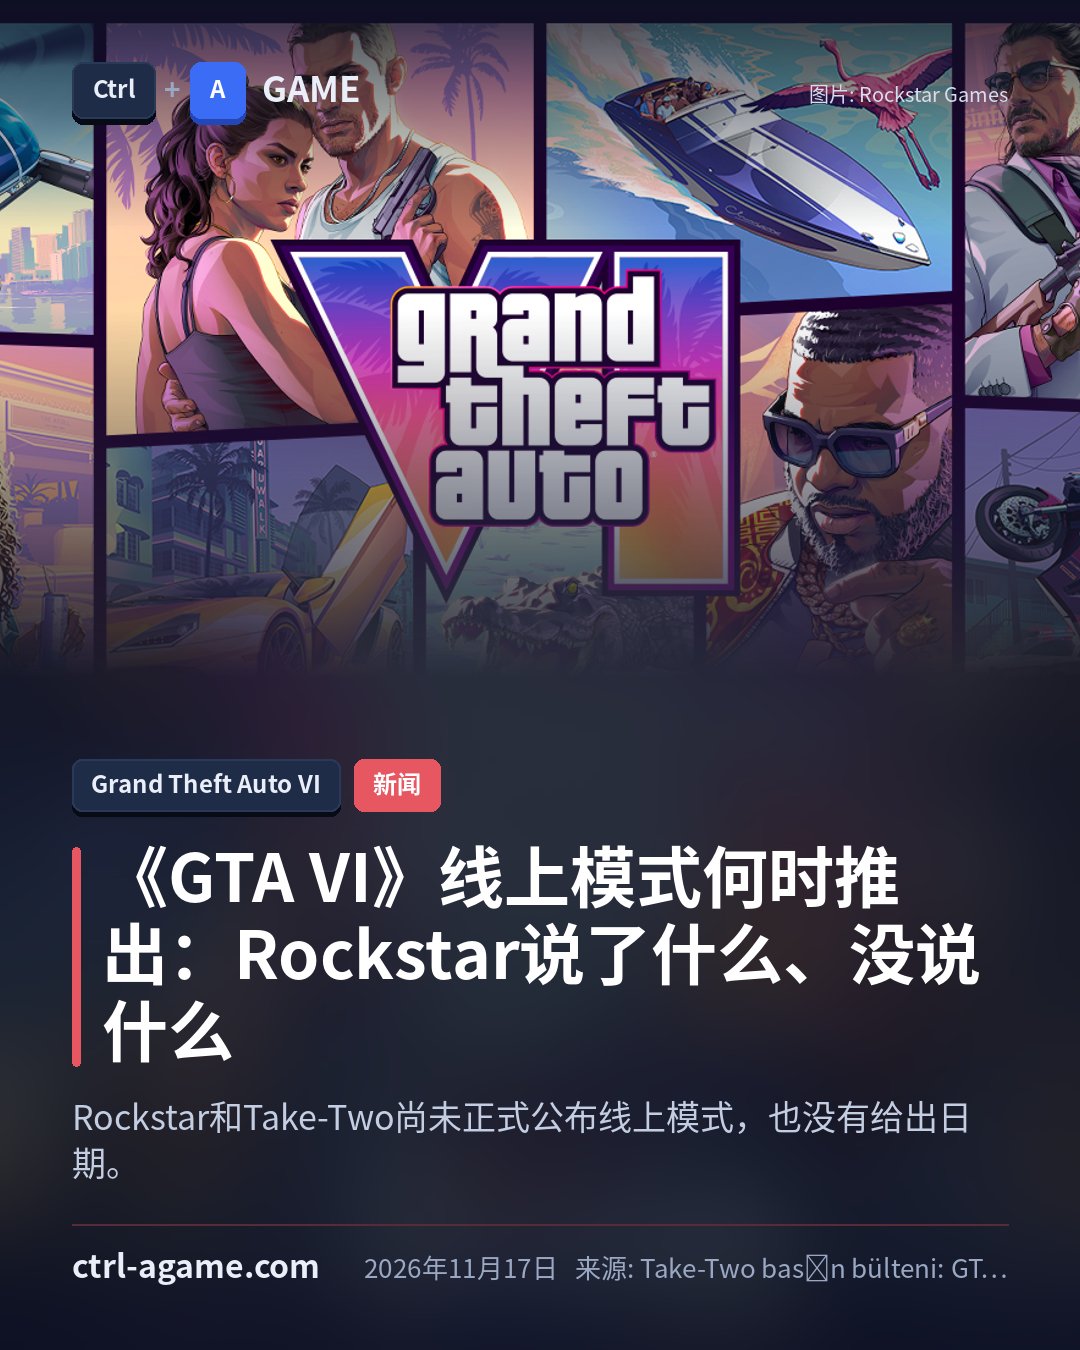 Ctrl + A GAME
图片: Rockstar Games
grand
theft
auto
VI
Grand Theft Auto VI
新闻
《GTA VI》线上模式何时推
出：Rockstar说了什么、没说
什么
Rockstar和Take-Two尚未正式公布线上模式，也没有给出日
期。
ctrl-agame.com
2026年11月17日 来源: Take-Two bas☒n bülteni: GT…